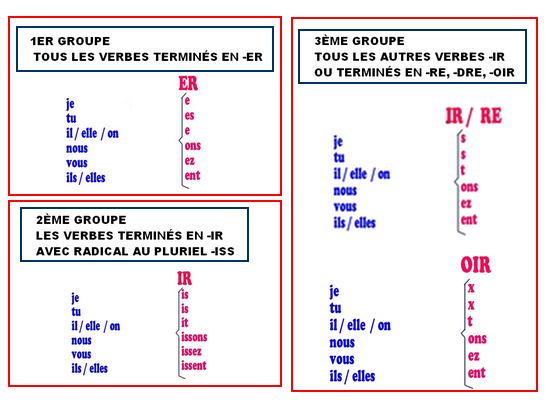 1ER GROUPE
TOUS LES VERBES TERMINÉS EN -ER
ER
je e
tu es
il / elle / on e
nous ons
vous ez
ils / elles ent
2ÈME GROUPE
LES VERBES TERMINÉS EN -IR
AVEC RADICAL AU PLURIEL -ISS
IR
je is
tu is
il / elle / on it
nous issons
vous issez
ils / elles issent
3ÈME GROUPE
TOUS LES AUTRES VERBES -IR
OU TERMINÉS EN -RE, -DRE, -OIR
IR / RE
je s
tu s
il / elle / on t
nous ons
vous ez
ils / elles ent
OIR
je x
tu x
il / elle / on t
nous ons
vous ez
ils / elles ent